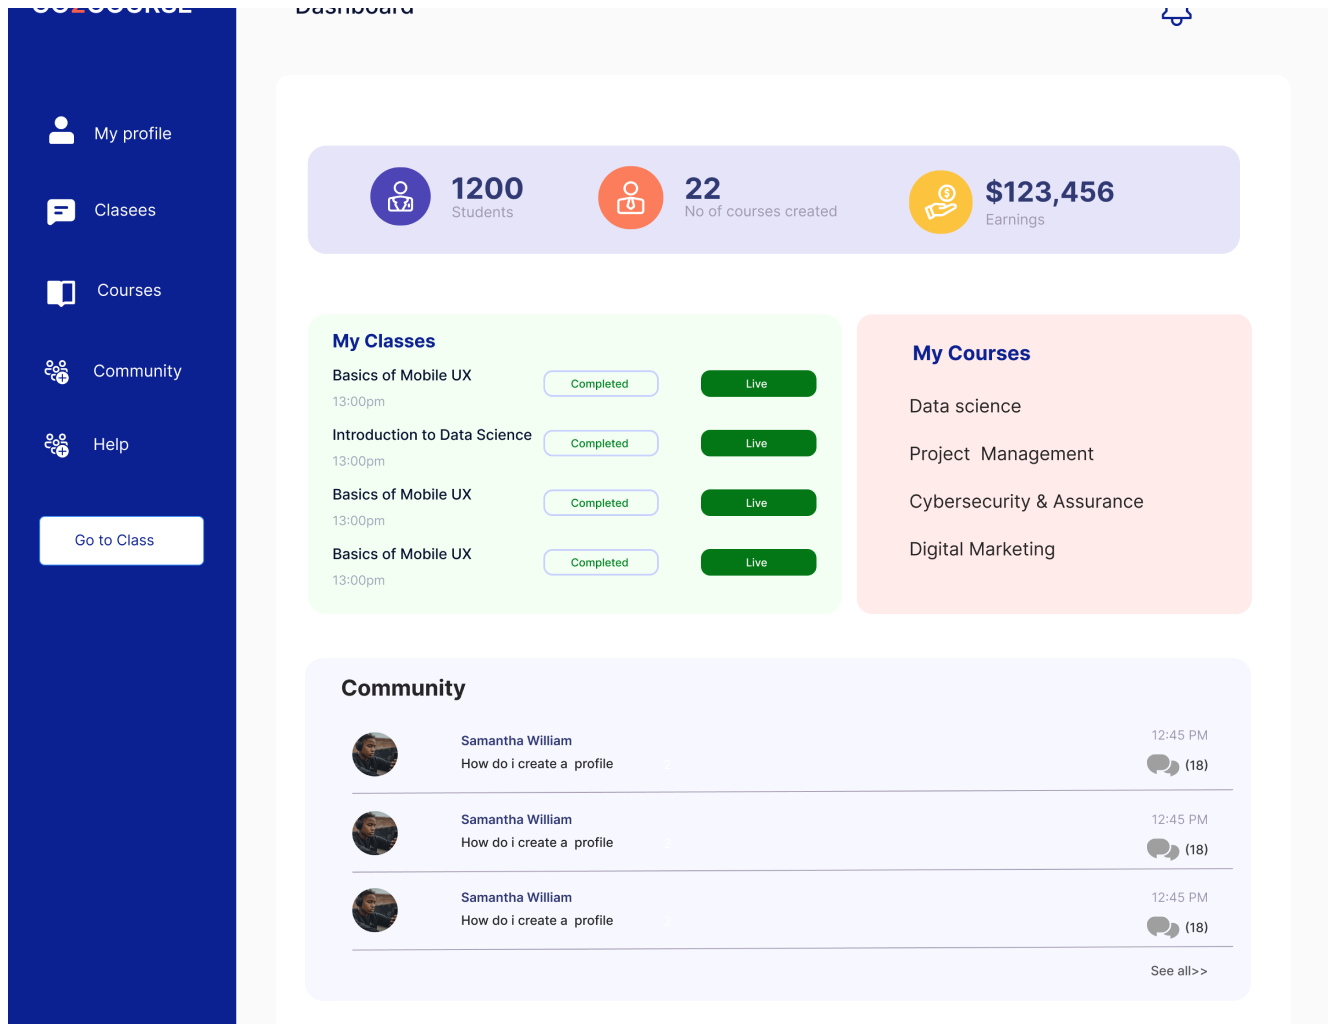 GO2COURSE
Dashboard
My profile
Clasees
Courses
Community
Help
Go to Class
1200
Students
22
No of courses created
$123,456
Earnings
My Classes
Basics of Mobile UX
13:00pm
Completed
Live
Introduction to Data Science
13:00pm
Completed
Live
Basics of Mobile UX
13:00pm
Completed
Live
Basics of Mobile UX
13:00pm
Completed
Live
My Courses
Data science
Project Management
Cybersecurity & Assurance
Digital Marketing
Community
Samantha William
How do i create a profile
2
12:45 PM
(18)
Samantha William
How do i create a profile
2
12:45 PM
(18)
Samantha William
How do i create a profile
2
12:45 PM
(18)
See all>>